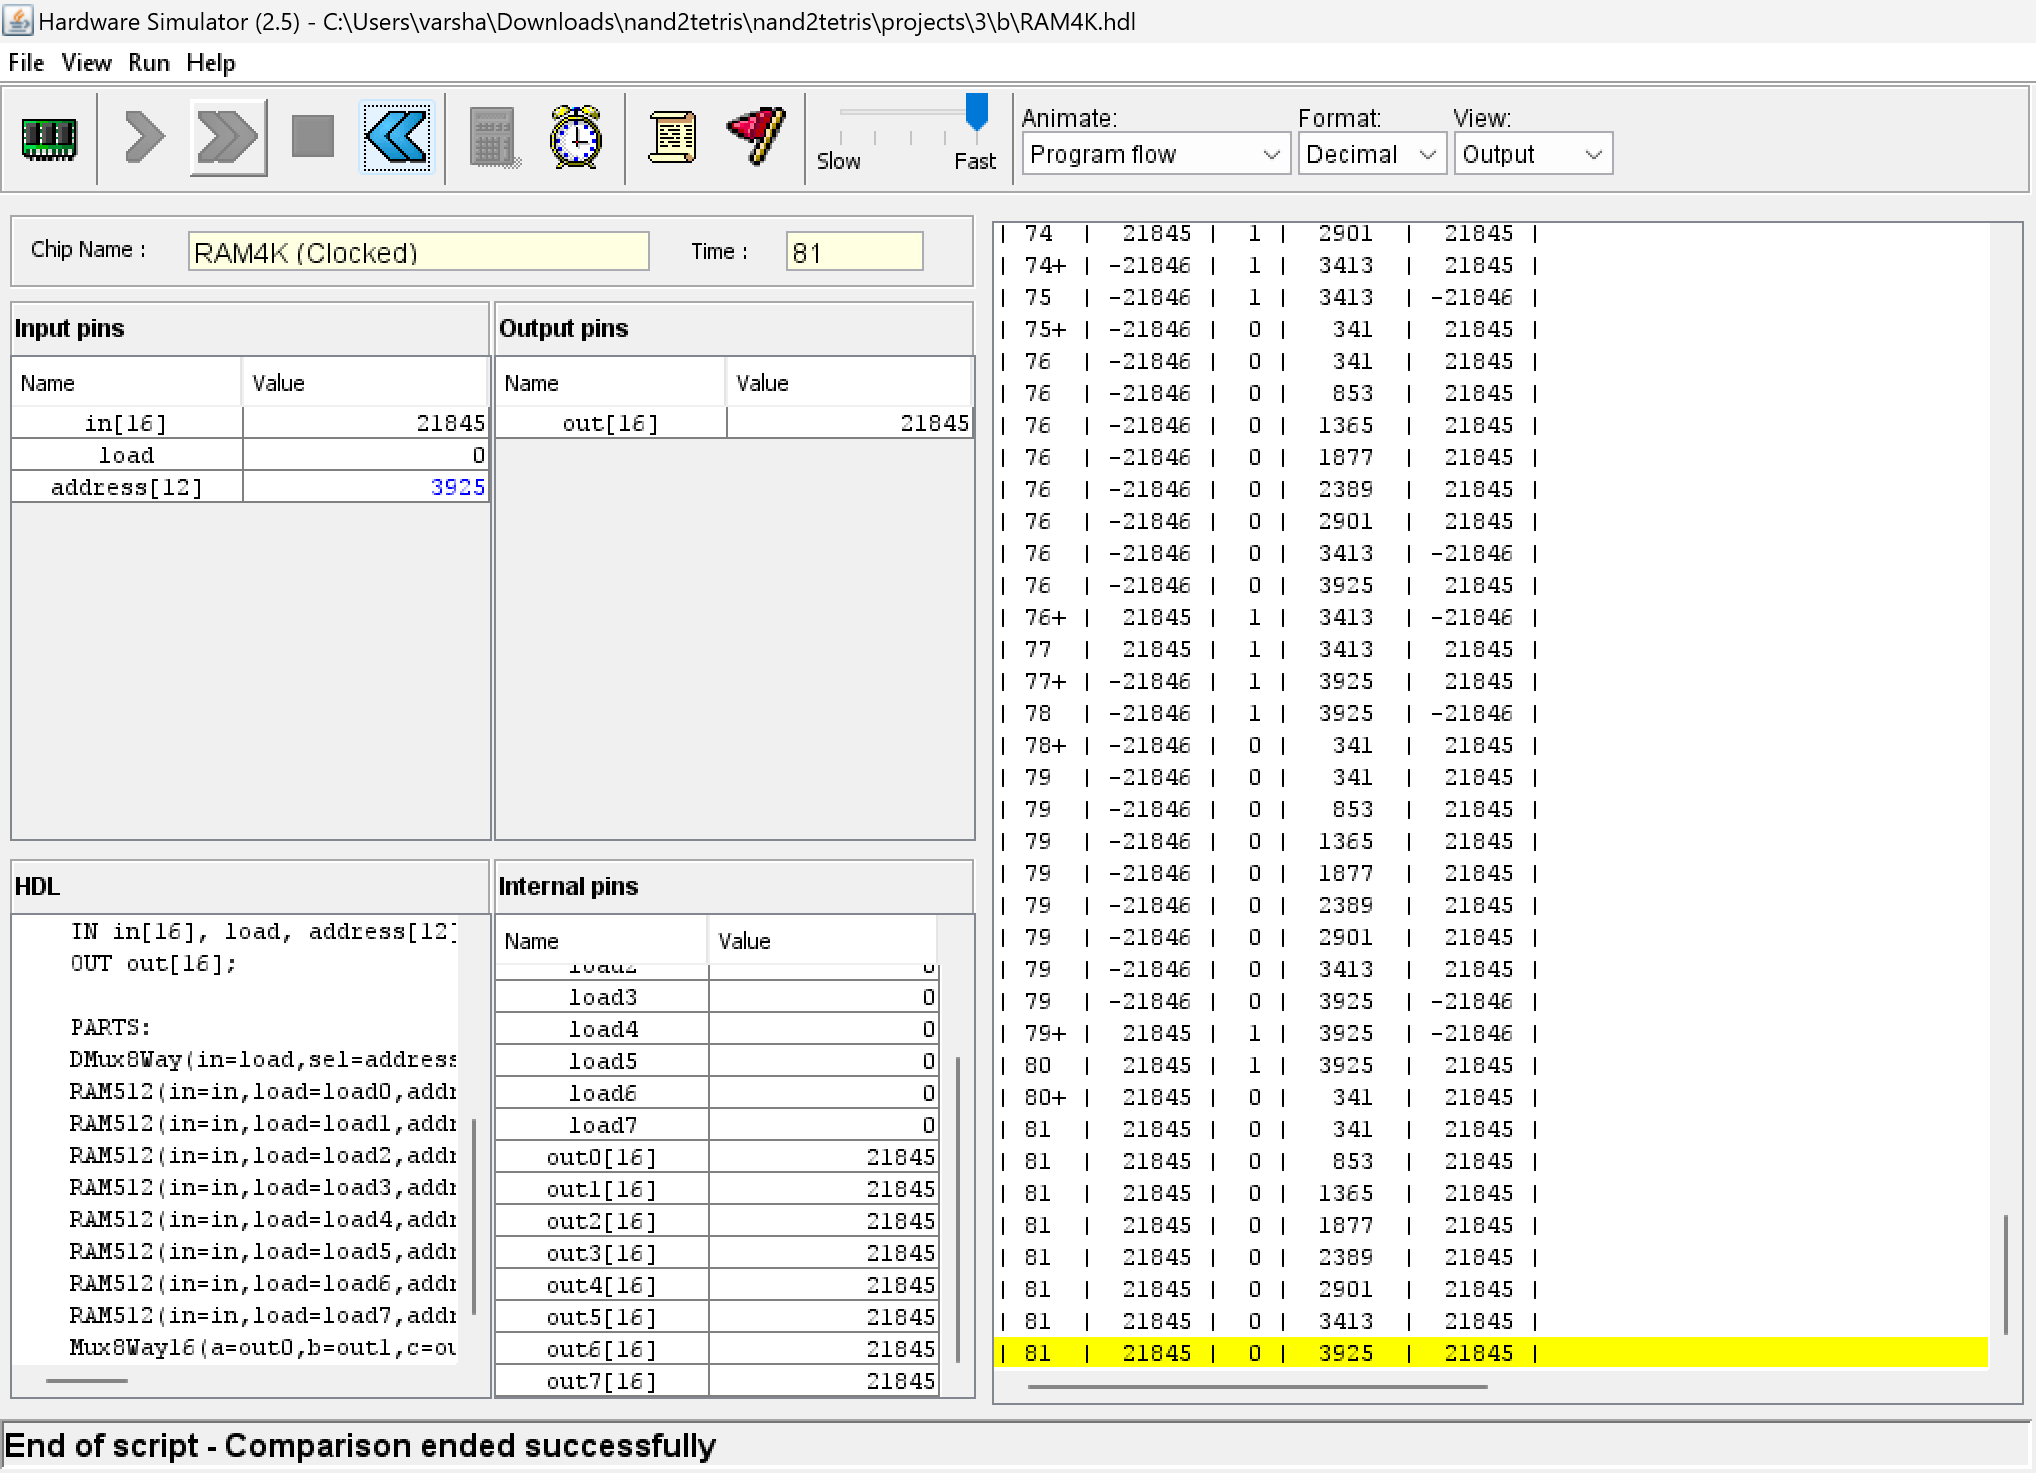 Hardware Simulator (2.5) - C:\Users\varsha\Downloads\nand2tetris\nand2tetris\projects\3\b\RAM4K.hdl
File View Run Help
Slow Fast
Animate: Format: View:
Program flow Decimal Output
Chip Name : RAM4K (Clocked) Time : 81
Input pins
Name Value
in[16] 21845
load 0
address[12] 3925
Output pins
Name Value
out[16] 21845
HDL
IN in[16], load, address[12]
OUT out[16];
PARTS:
DMux8Way(in=load,sel=address
RAM512(in=in,load=load0,addr
RAM512(in=in,load=load1,addr
RAM512(in=in,load=load2,addr
RAM512(in=in,load=load3,addr
RAM512(in=in,load=load4,addr
RAM512(in=in,load=load5,addr
RAM512(in=in,load=load6,addr
RAM512(in=in,load=load7,addr
Mux8Way16(a=out0,b=out1,c=ou
Internal pins
Name Value
load2 0
load3 0
load4 0
load5 0
load6 0
load7 0
out0[16] 21845
out1[16] 21845
out2[16] 21845
out3[16] 21845
out4[16] 21845
out5[16] 21845
out6[16] 21845
out7[16] 21845
| 74 | 21845 | 1 | 2901 | 21845 |
| 74+ | -21846 | 1 | 3413 | 21845 |
| 75 | -21846 | 1 | 3413 | -21846 |
| 75+ | -21846 | 0 | 341 | 21845 |
| 76 | -21846 | 0 | 341 | 21845 |
| 76 | -21846 | 0 | 853 | 21845 |
| 76 | -21846 | 0 | 1365 | 21845 |
| 76 | -21846 | 0 | 1877 | 21845 |
| 76 | -21846 | 0 | 2389 | 21845 |
| 76 | -21846 | 0 | 2901 | 21845 |
| 76 | -21846 | 0 | 3413 | -21846 |
| 76 | -21846 | 0 | 3925 | 21845 |
| 76+ | 21845 | 1 | 3413 | -21846 |
| 77 | 21845 | 1 | 3413 | 21845 |
| 77+ | -21846 | 1 | 3925 | 21845 |
| 78 | -21846 | 1 | 3925 | -21846 |
| 78+ | -21846 | 0 | 341 | 21845 |
| 79 | -21846 | 0 | 341 | 21845 |
| 79 | -21846 | 0 | 853 | 21845 |
| 79 | -21846 | 0 | 1365 | 21845 |
| 79 | -21846 | 0 | 1877 | 21845 |
| 79 | -21846 | 0 | 2389 | 21845 |
| 79 | -21846 | 0 | 2901 | 21845 |
| 79 | -21846 | 0 | 3413 | 21845 |
| 79 | -21846 | 0 | 3925 | -21846 |
| 79+ | 21845 | 1 | 3925 | -21846 |
| 80 | 21845 | 1 | 3925 | 21845 |
| 80+ | 21845 | 0 | 341 | 21845 |
| 81 | 21845 | 0 | 341 | 21845 |
| 81 | 21845 | 0 | 853 | 21845 |
| 81 | 21845 | 0 | 1365 | 21845 |
| 81 | 21845 | 0 | 1877 | 21845 |
| 81 | 21845 | 0 | 2389 | 21845 |
| 81 | 21845 | 0 | 2901 | 21845 |
| 81 | 21845 | 0 | 3413 | 21845 |
| 81 | 21845 | 0 | 3925 | 21845 |
End of script - Comparison ended successfully